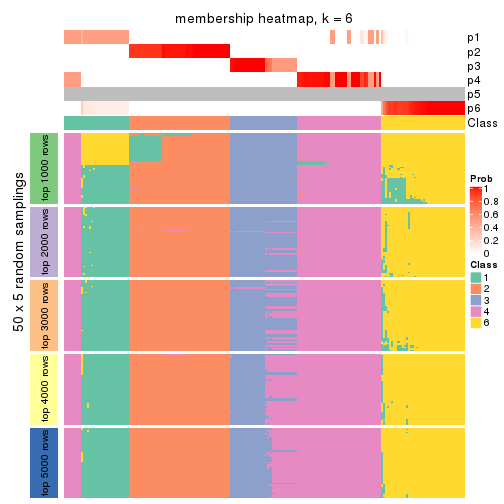 membership heatmap, k = 6
p1
p2
p3
p4
p5
p6
Class
50 x 5 random samplings
top 1000 rows
top 2000 rows
top 3000 rows
top 4000 rows
top 5000 rows
Prob
1
0.8
0.6
0.4
0.2
0
Class
1
2
3
4
6